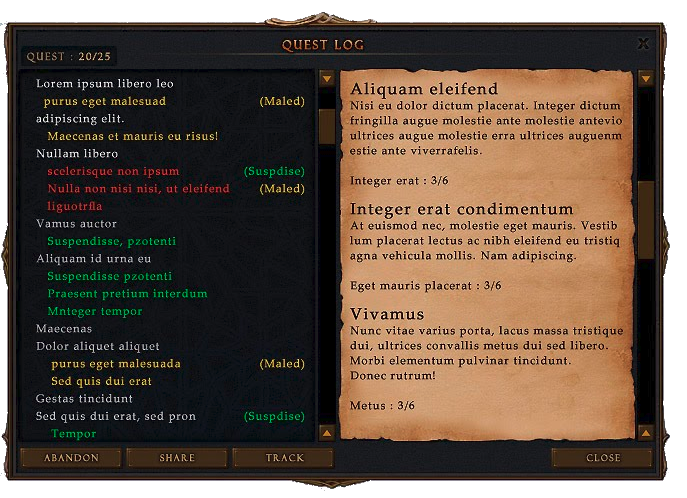 QUEST LOG
QUEST : 20/25
Lorem ipsum libero leo
purus eget malesuad (Maled)
adipiscing elit.
Maecenas et mauris eu risus!
Nullam libero
scelerisque non ipsum (Suspdise)
Nulla non nisi nisi, ut eleifend (Maled)
liguotrfla
Vamus auctor
Suspendisse, pzotenti
Aliquam id urna eu
Suspendisse pzotenti
Praesent pretium interdum
Mnteger tempor
Maecenas
Dolor aliquet aliquet
purus eget malesuada (Maled)
Sed quis dui erat
Gestas tincidunt
Sed quis dui erat, sed pron (Suspdise)
Tempor
Aliquam eleifend
Nisi eu dolor dictum placerat. Integer dictum
fringilla augue molestie ante molestie antevio
ultrices augue molestie erra ultrices auguenm
estie ante viverrafelis.
Integer erat : 3/6
Integer erat condimentum
At euismod nec, molestie eget mauris. Vestib
lum placerat lectus ac nibh eleifend eu tristiq
agna vehicula mollis. Nam adipiscing.
Eget mauris placerat : 3/6
Vivamus
Nunc vitae varius porta, lacus massa tristique
dui, ultrices convallis metus dui sed libero.
Morbi elementum pulvinar tincidunt.
Donec rutrum!
Metus : 3/6
ABANDON
SHARE
TRACK
CLOSE